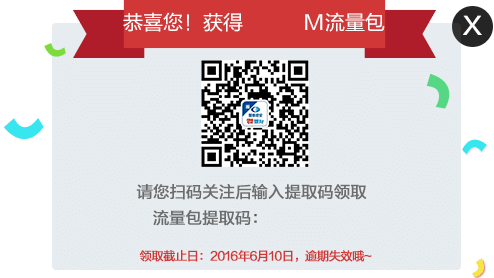 恭喜您！获得 M流量包
X
请您扫码关注后输入提取码领取
流量包提取码：
领取截止日：2016年6月10日，逾期失效哦~